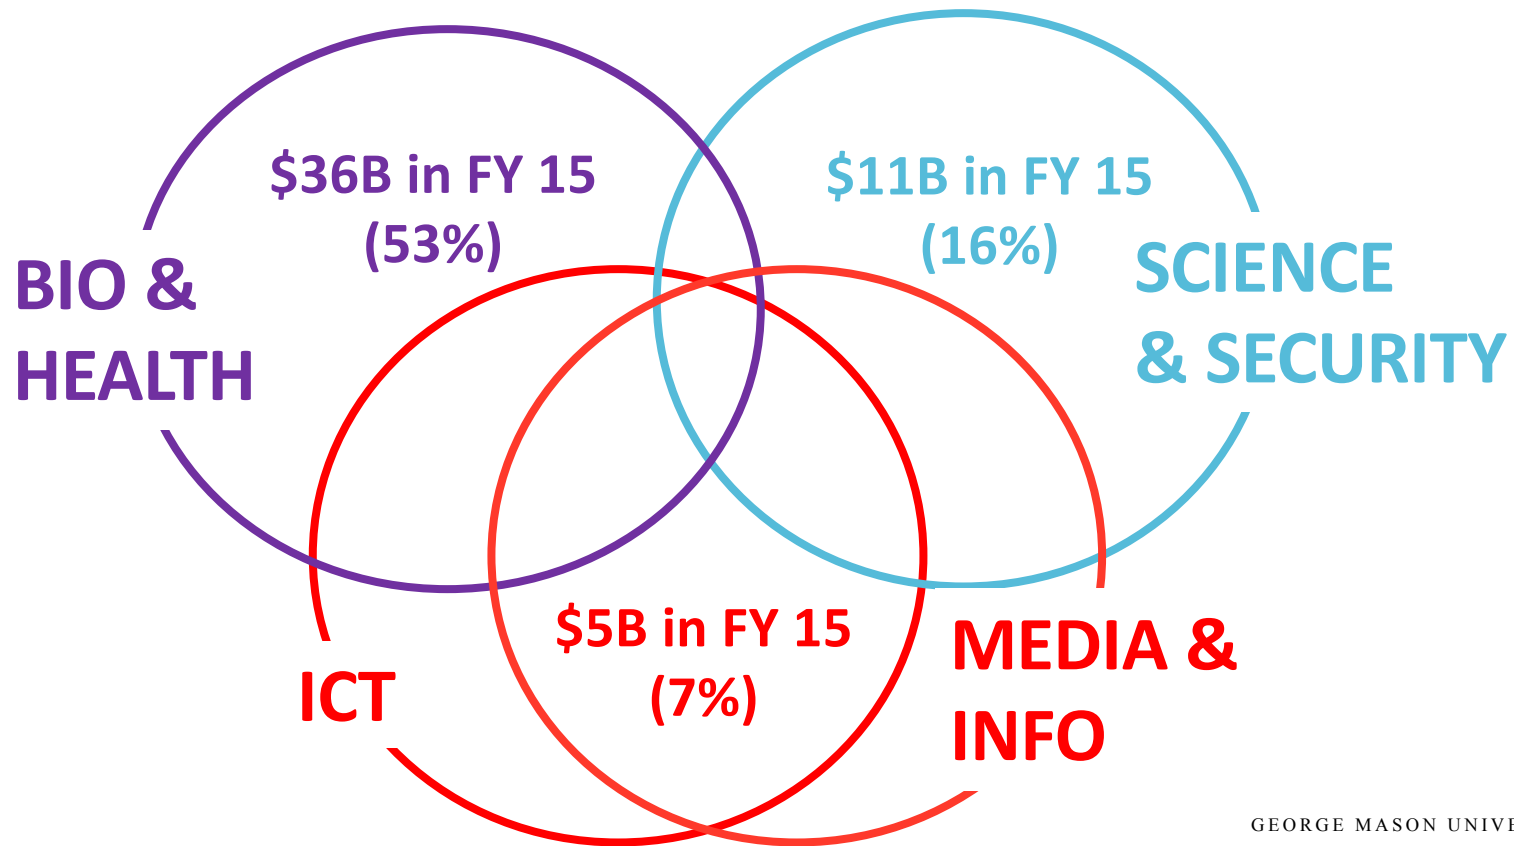 $36B in FY 15
(53%)
$11B in FY 15
(16%)
BIO &
HEALTH
SCIENCE
& SECURITY
$5B in FY 15
(7%)
ICT
MEDIA &
INFO
GEORGE MASON UNIVE